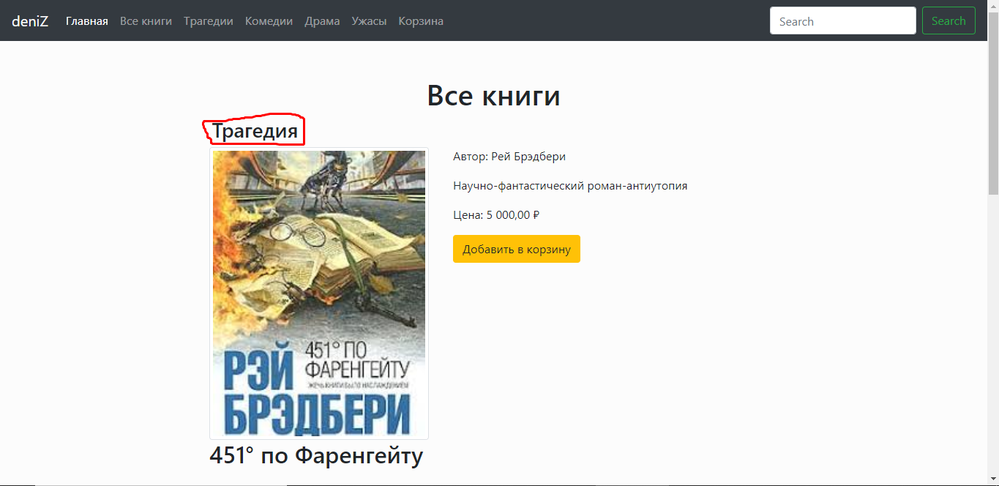 deniZ Главная Все книги Трагедии Комедии Драма Ужасы Корзина Search Search
Все книги
Трагедия
Автор: Рей Брэдбери
Научно-фантастический роман-антиутопия
Цена: 5 000,00 ₽
Добавить в корзину
451° ПО
ФАРЕНГЕЙТУ
ЖЕЧЬ КНИГИ БЫЛО НАСЛАЖДЕНИЕМ
РЭЙ
БРЭДБЕРИ
451° по Фаренгейту